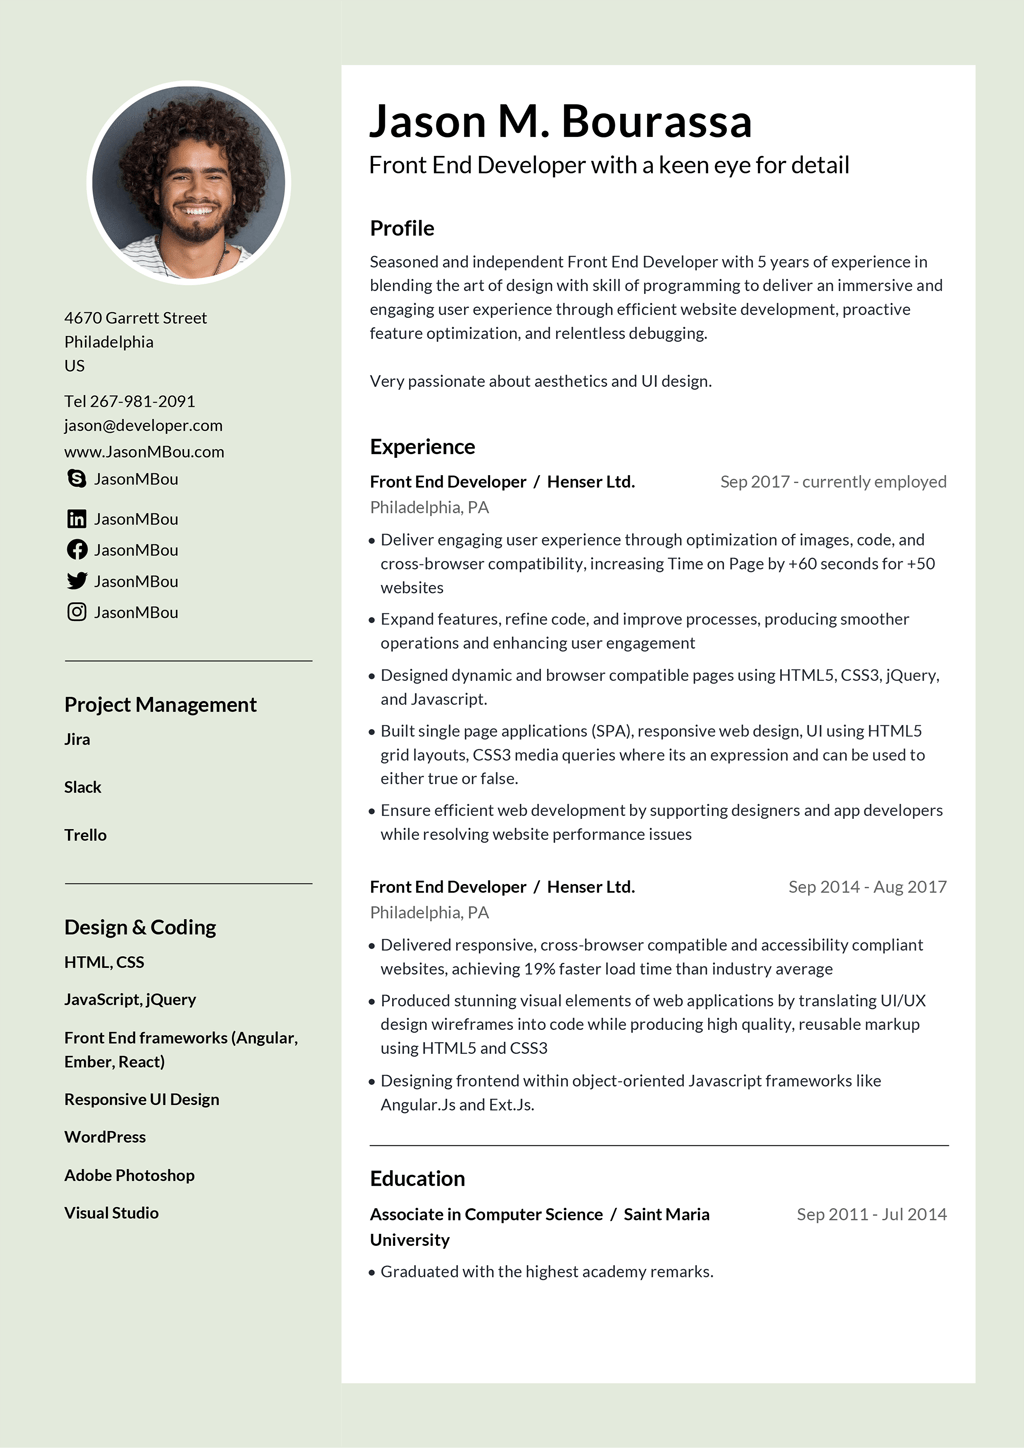 Jason M. Bourassa
Front End Developer with a keen eye for detail
4670 Garrett Street
Philadelphia
US
Tel 267-981-2091
jason@developer.com
www.JasonMBou.com
JasonMBou
JasonMBou
JasonMBou
JasonMBou
JasonMBou
Project Management
Jira
Slack
Trello
Design & Coding
HTML, CSS
JavaScript, jQuery
Front End frameworks (Angular,
Ember, React)
Responsive UI Design
WordPress
Adobe Photoshop
Visual Studio
Profile
Seasoned and independent Front End Developer with 5 years of experience in
blending the art of design with skill of programming to deliver an immersive and
engaging user experience through efficient website development, proactive
feature optimization, and relentless debugging.
Very passionate about aesthetics and UI design.
Experience
Front End Developer / Henser Ltd. Sep 2017 - currently employed
Philadelphia, PA
• Deliver engaging user experience through optimization of images, code, and
cross-browser compatibility, increasing Time on Page by +60 seconds for +50
websites
• Expand features, refine code, and improve processes, producing smoother
operations and enhancing user engagement
• Designed dynamic and browser compatible pages using HTML5, CSS3, jQuery,
and Javascript.
• Built single page applications (SPA), responsive web design, UI using HTML5
grid layouts, CSS3 media queries where its an expression and can be used to
either true or false.
• Ensure efficient web development by supporting designers and app developers
while resolving website performance issues
Front End Developer / Henser Ltd. Sep 2014 - Aug 2017
Philadelphia, PA
• Delivered responsive, cross-browser compatible and accessibility compliant
websites, achieving 19% faster load time than industry average
• Produced stunning visual elements of web applications by translating UI/UX
design wireframes into code while producing high quality, reusable markup
using HTML5 and CSS3
• Designing frontend within object-oriented Javascript frameworks like
Angular.Js and Ext.Js.
Education
Associate in Computer Science / Saint Maria Sep 2011 - Jul 2014
University
• Graduated with the highest academy remarks.